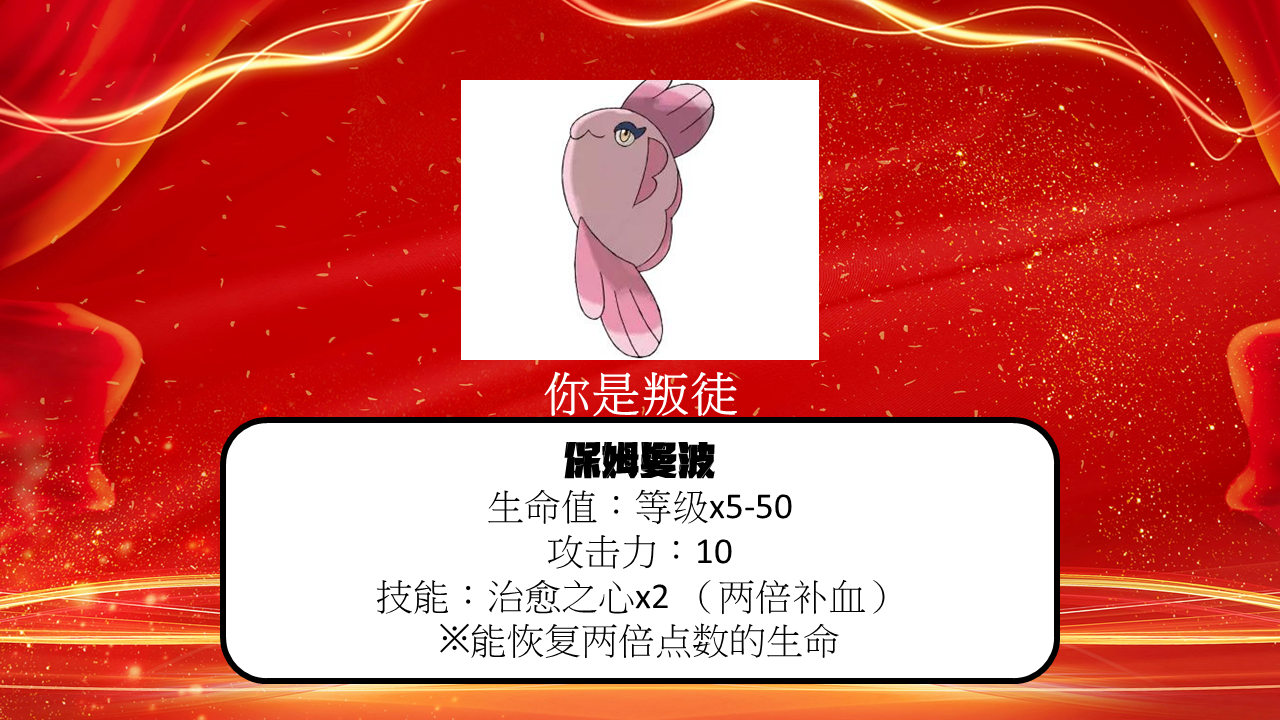 你是叛徒
保姆曼波
生命值：等级x5-50
攻击力：10
技能：治愈之心x2 （两倍补血）
※能恢复两倍点数的生命